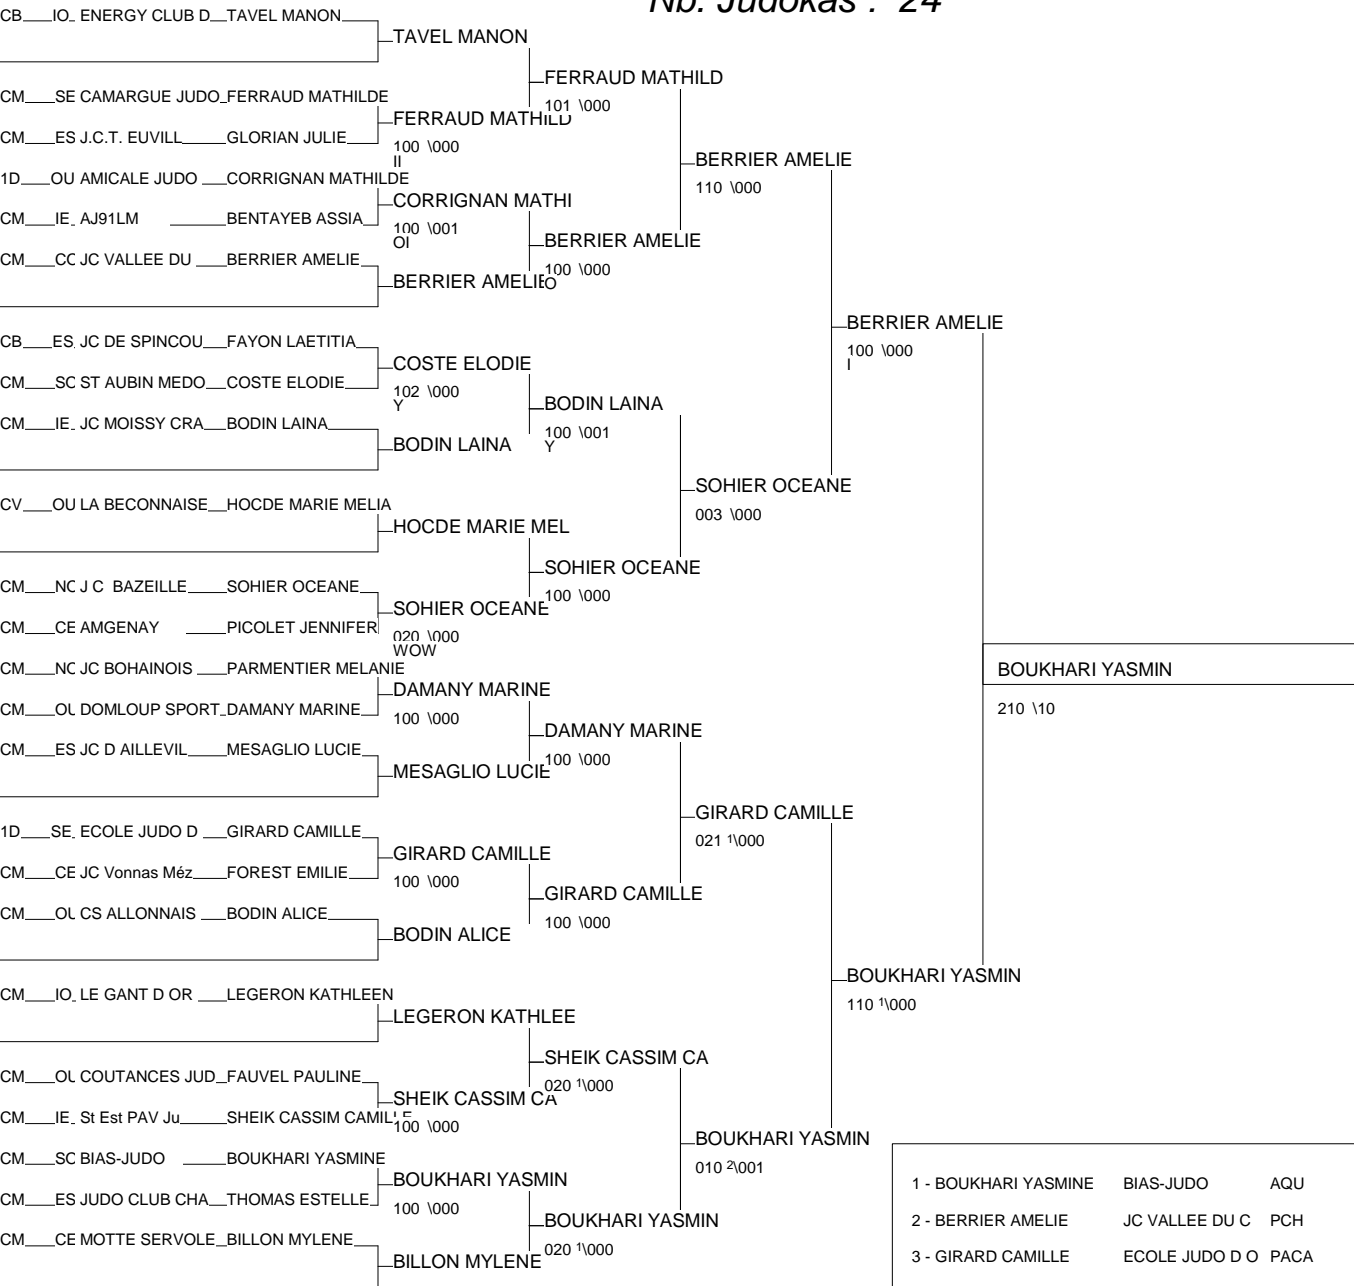 Nb. Judokas : 24
CB IO ENERGY CLUB D TAVEL MANON
TAVEL MANON
FERRAUD MATHILD
101 \000
CM SE CAMARGUE JUDO FERRAUD MATHILDE
FERRAUD MATHILD
100 \000
II
CM ES J.C.T. EUVILL GLORIAN JULIE
BERRIER AMELIE
110 \000
1D OU AMICALE JUDO CORRIGNAN MATHILDE
CORRIGNAN MATHI
100 \001
OI
CM IE AJ91LM BENTAYEB ASSIA
BERRIER AMELIE
100 \000
O
CM CC JC VALLEE DU BERRIER AMELIE
BERRIER AMELIE
BERRIER AMELIE
100 \000
I
CB ES JC DE SPINCOU FAYON LAETITIA
COSTE ELODIE
102 \000
Y
CM SC ST AUBIN MEDO COSTE ELODIE
BODIN LAINA
100 \001
Y
CM IE JC MOISSY CRA BODIN LAINA
BODIN LAINA
SOHIER OCEANE
003 \000
CV OU LA BECONNAISE HOCDE MARIE MELIA
HOCDE MARIE MEL
SOHIER OCEANE
100 \000
CM NC J C BAZEILLE SOHIER OCEANE
SOHIER OCEANE
020 \000
WOW
CM CE AMGENAY PICOLET JENNIFER
BOUKHARI YASMIN
210 \10
CM NC JC BOHAINOIS PARMENTIER MELANIE
DAMANY MARINE
100 \000
CM OU DOMLOUP SPORT DAMANY MARINE
DAMANY MARINE
100 \000
CM ES JC D AILLEVIL MESAGLIO LUCIE
MESAGLIO LUCIE
GIRARD CAMILLE
021 1\000
1D SE ECOLE JUDO D GIRARD CAMILLE
GIRARD CAMILLE
100 \000
CM CE JC Vonnas Méz FOREST EMILIE
GIRARD CAMILLE
100 \000
CM OU CS ALLONNAIS BODIN ALICE
BODIN ALICE
BOUKHARI YASMIN
110 1\000
CM IO LE GANT D OR LEGERON KATHLEEN
LEGERON KATHLEE
SHEIK CASSIM CA
020 1\000
CM OU COUTANCES JUD FAUVEL PAULINE
SHEIK CASSIM CA
100 \000
CM IE St Est PAV Ju SHEIK CASSIM CAMILLE
BOUKHARI YASMIN
010 2\001
CM SC BIAS-JUDO BOUKHARI YASMINE
BOUKHARI YASMIN
100 \000
CM ES JUDO CLUB CHA THOMAS ESTELLE
BOUKHARI YASMIN
020 1\000
CM CE MOTTE SERVOLE BILLON MYLENE
BILLON MYLENE
1 - BOUKHARI YASMINE BIAS-JUDO AQU
2 - BERRIER AMELIE JC VALLEE DU C PCH
3 - GIRARD CAMILLE ECOLE JUDO D O PACA